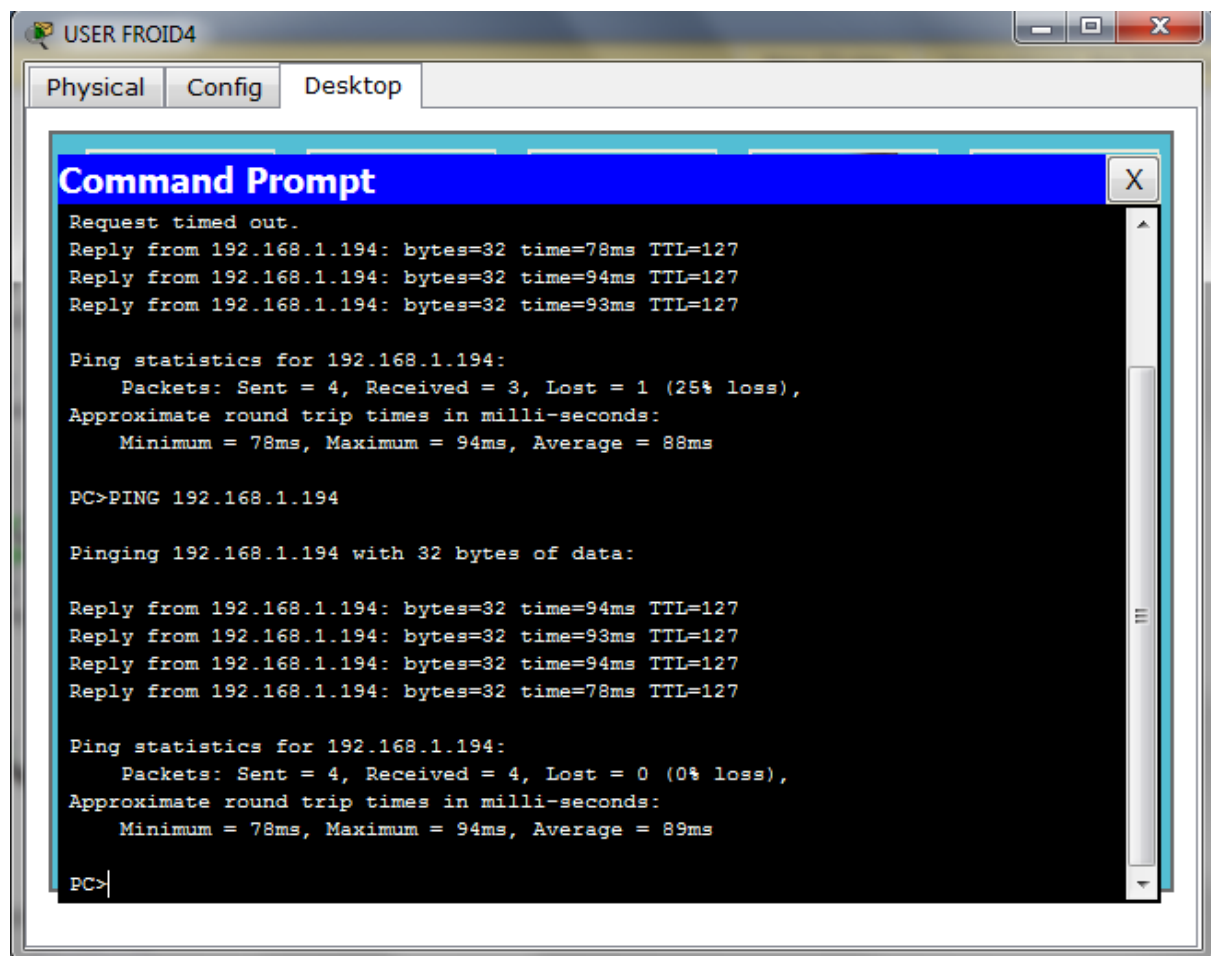 USER FROID4
Physical Config Desktop
Command Prompt X
Request timed out.
Reply from 192.168.1.194: bytes=32 time=78ms TTL=127
Reply from 192.168.1.194: bytes=32 time=94ms TTL=127
Reply from 192.168.1.194: bytes=32 time=93ms TTL=127
Ping statistics for 192.168.1.194:
Packets: Sent = 4, Received = 3, Lost = 1 (25% loss),
Approximate round trip times in milli-seconds:
Minimum = 78ms, Maximum = 94ms, Average = 88ms
PC>PING 192.168.1.194
Pinging 192.168.1.194 with 32 bytes of data:
Reply from 192.168.1.194: bytes=32 time=94ms TTL=127
Reply from 192.168.1.194: bytes=32 time=93ms TTL=127
Reply from 192.168.1.194: bytes=32 time=94ms TTL=127
Reply from 192.168.1.194: bytes=32 time=78ms TTL=127
Ping statistics for 192.168.1.194:
Packets: Sent = 4, Received = 4, Lost = 0 (0% loss),
Approximate round trip times in milli-seconds:
Minimum = 78ms, Maximum = 94ms, Average = 89ms
PC>